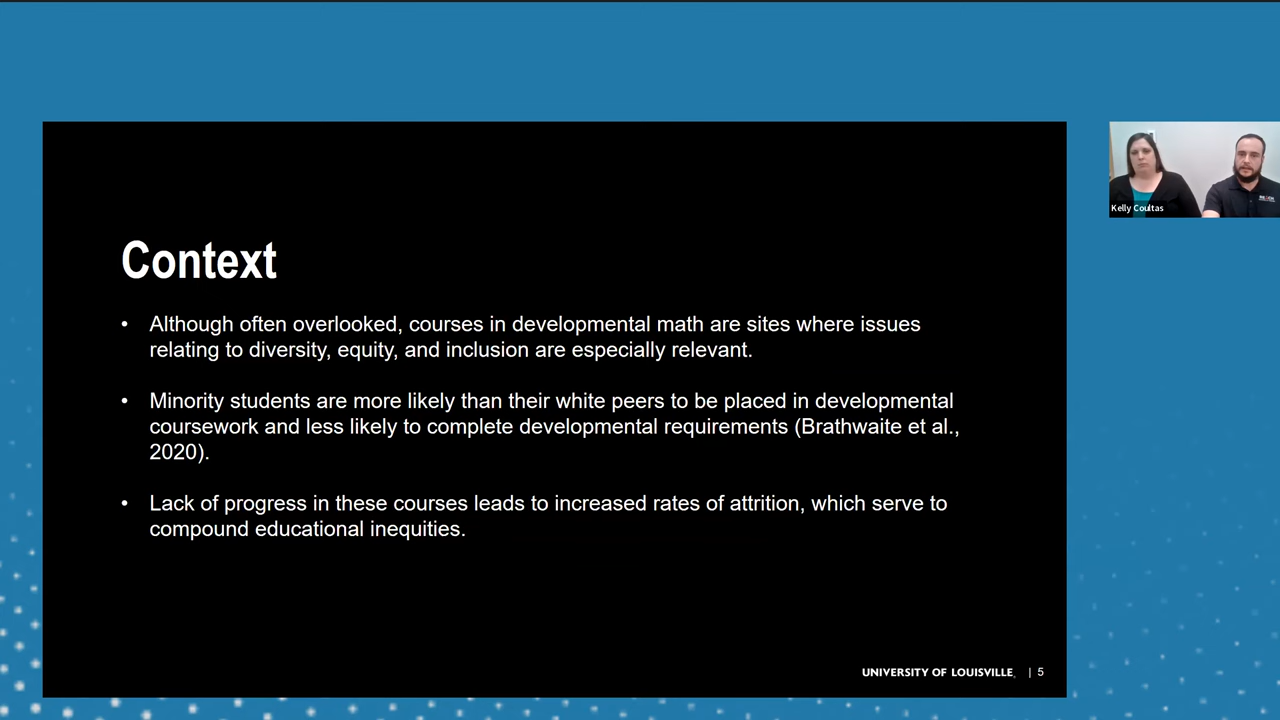 Context
• Although often overlooked, courses in developmental math are sites where issues
relating to diversity, equity, and inclusion are especially relevant.
• Minority students are more likely than their white peers to be placed in developmental
coursework and less likely to complete developmental requirements (Brathwaite et al.,
2020).
• Lack of progress in these courses leads to increased rates of attrition, which serve to
compound educational inequities.
UNIVERSITY OF LOUISVILLE. | 5
Kelly Coultas